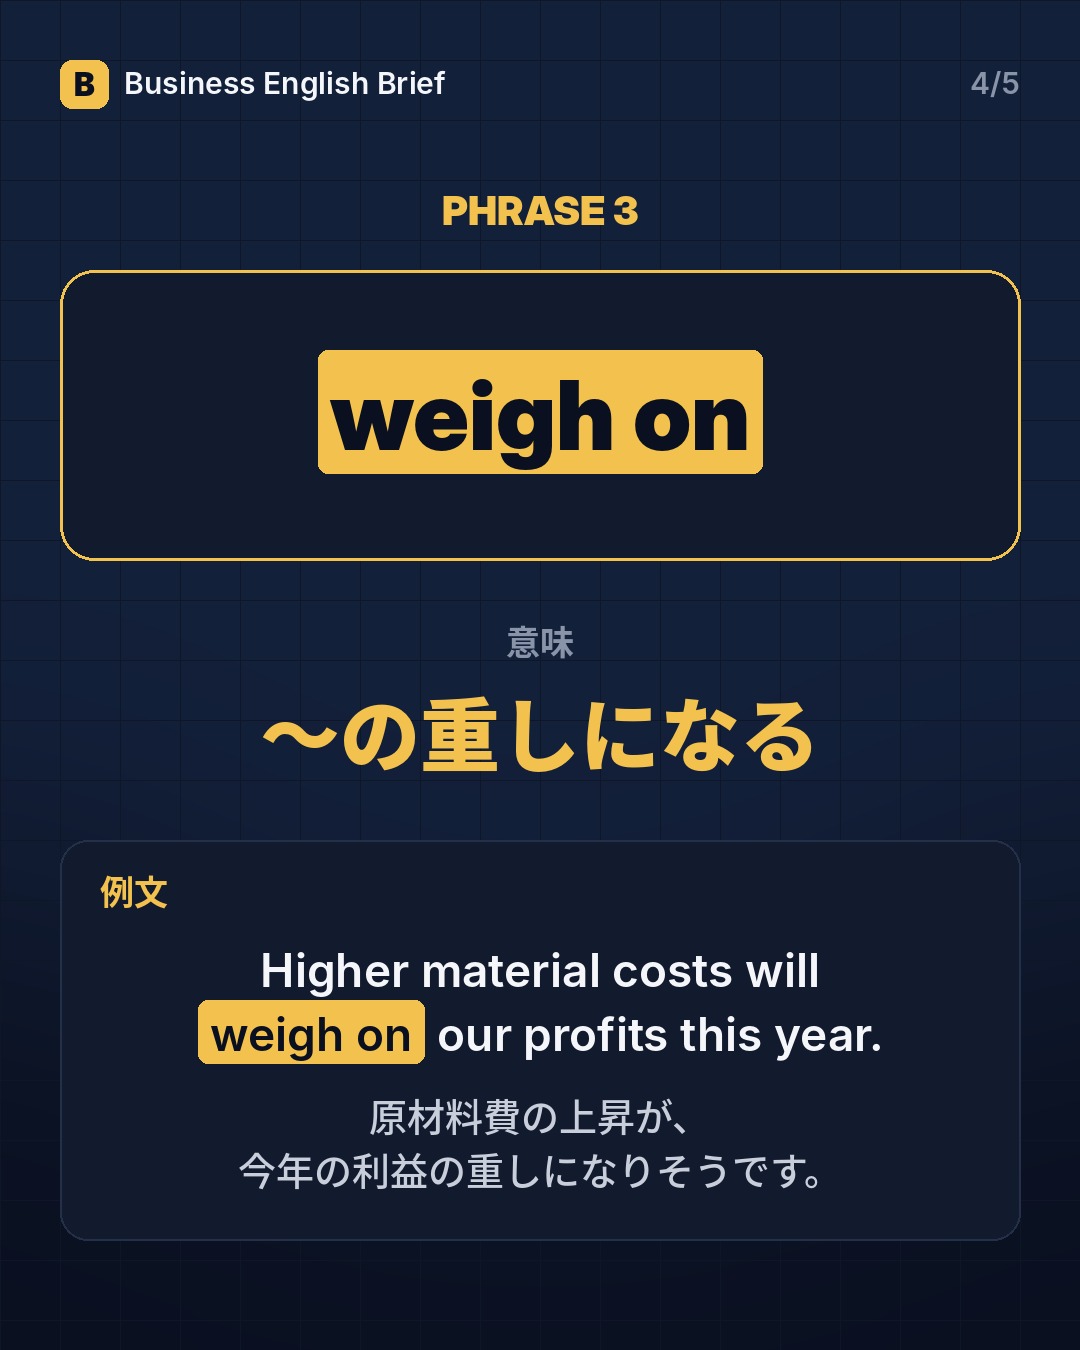 B Business English Brief 4/5
PHRASE 3
weigh on
意味
〜の重しになる
例文
Higher material costs will
weigh on our profits this year.
原材料費の上昇が、
今年の利益の重しになりそうです。